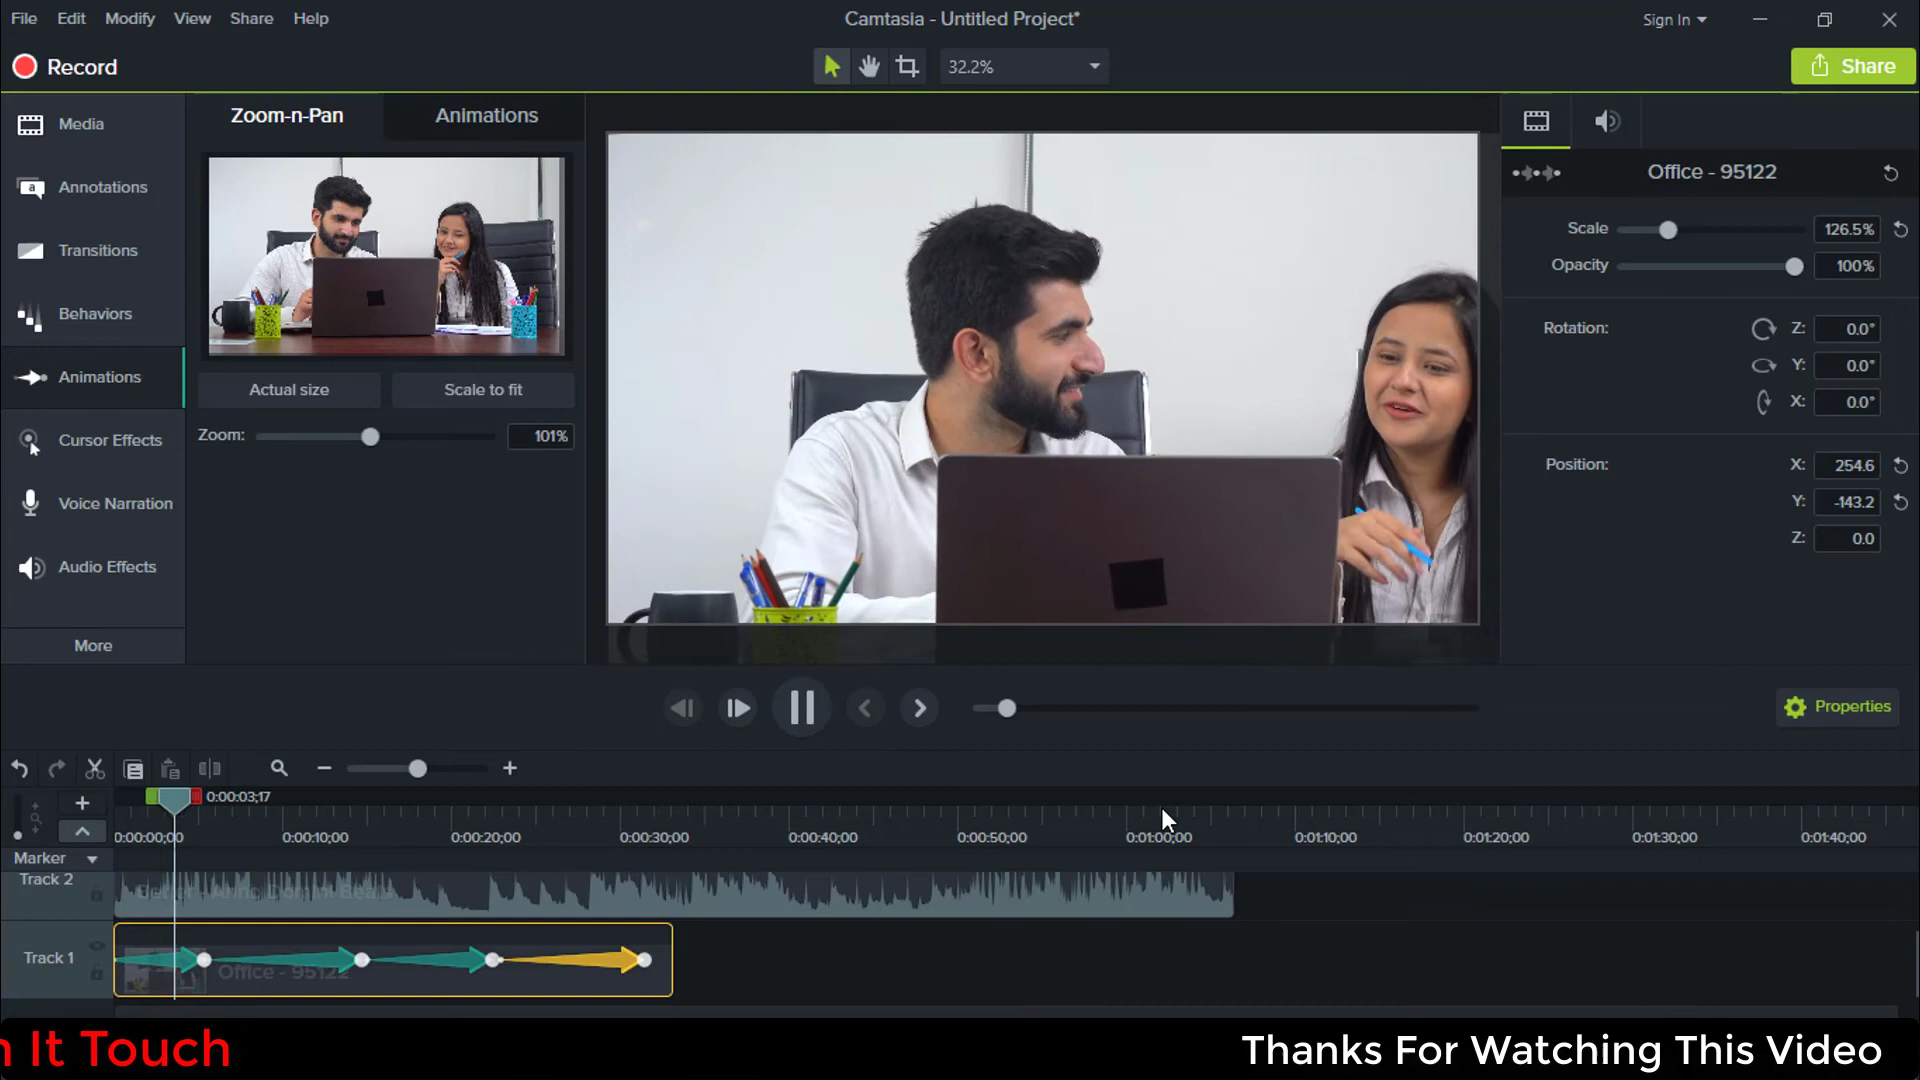 File Edit Modify View Share Help
Camtasia - Untitled Project*
Sign In
Record
32.2%
Share
Media
Annotations
Transitions
Behaviors
Animations
Cursor Effects
Voice Narration
Audio Effects
More
Zoom-n-Pan Animations
Actual size Scale to fit
Zoom: 101%
Office - 95122
Scale 126.5%
Opacity 100%
Rotation: Z: 0.0°
Y: 0.0°
X: 0.0°
Position: X: 254.6
Y: -143.2
Z: 0.0
Properties
0:00:03;17
0:00:00;00 0:00:10;00 0:00:20;00 0:00:30;00 0:00:40;00 0:00:50;00 0:01:00;00 0:01:10;00 0:01:20;00 0:01:30;00 0:01:40;00
Marker
Track 2
Better - Anno Domini Beats
Track 1
Office - 95122
n It Touch
Thanks For Watching This Video